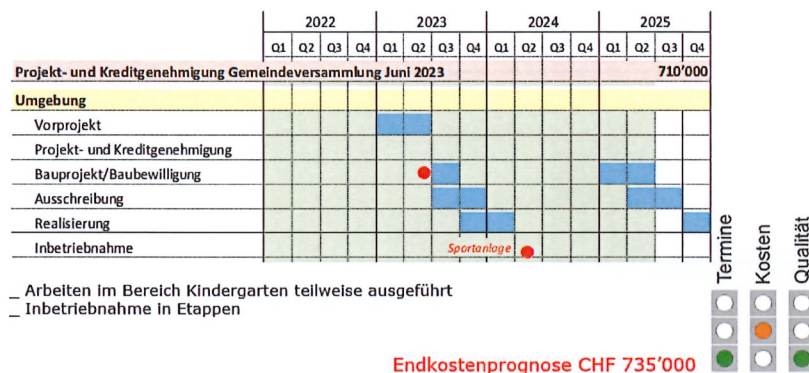 2022 2023 2024 2025
Q1 Q2 Q3 Q4 Q1 Q2 Q3 Q4 Q1 Q2 Q3 Q4 Q1 Q2 Q3 Q4
Projekt- und Kreditgenehmigung Gemeindeversammlung Juni 2023 710'000
Umgebung
Vorprojekt
Projekt- und Kreditgenehmigung
Bauprojekt/Baubewilligung
Ausschreibung
Realisierung
Inbetriebnahme Sportanlage
_ Arbeiten im Bereich Kindergarten teilweise ausgeführt
_ Inbetriebnahme in Etappen
Termine
Kosten
Qualität
Endkostenprognose CHF 735'000